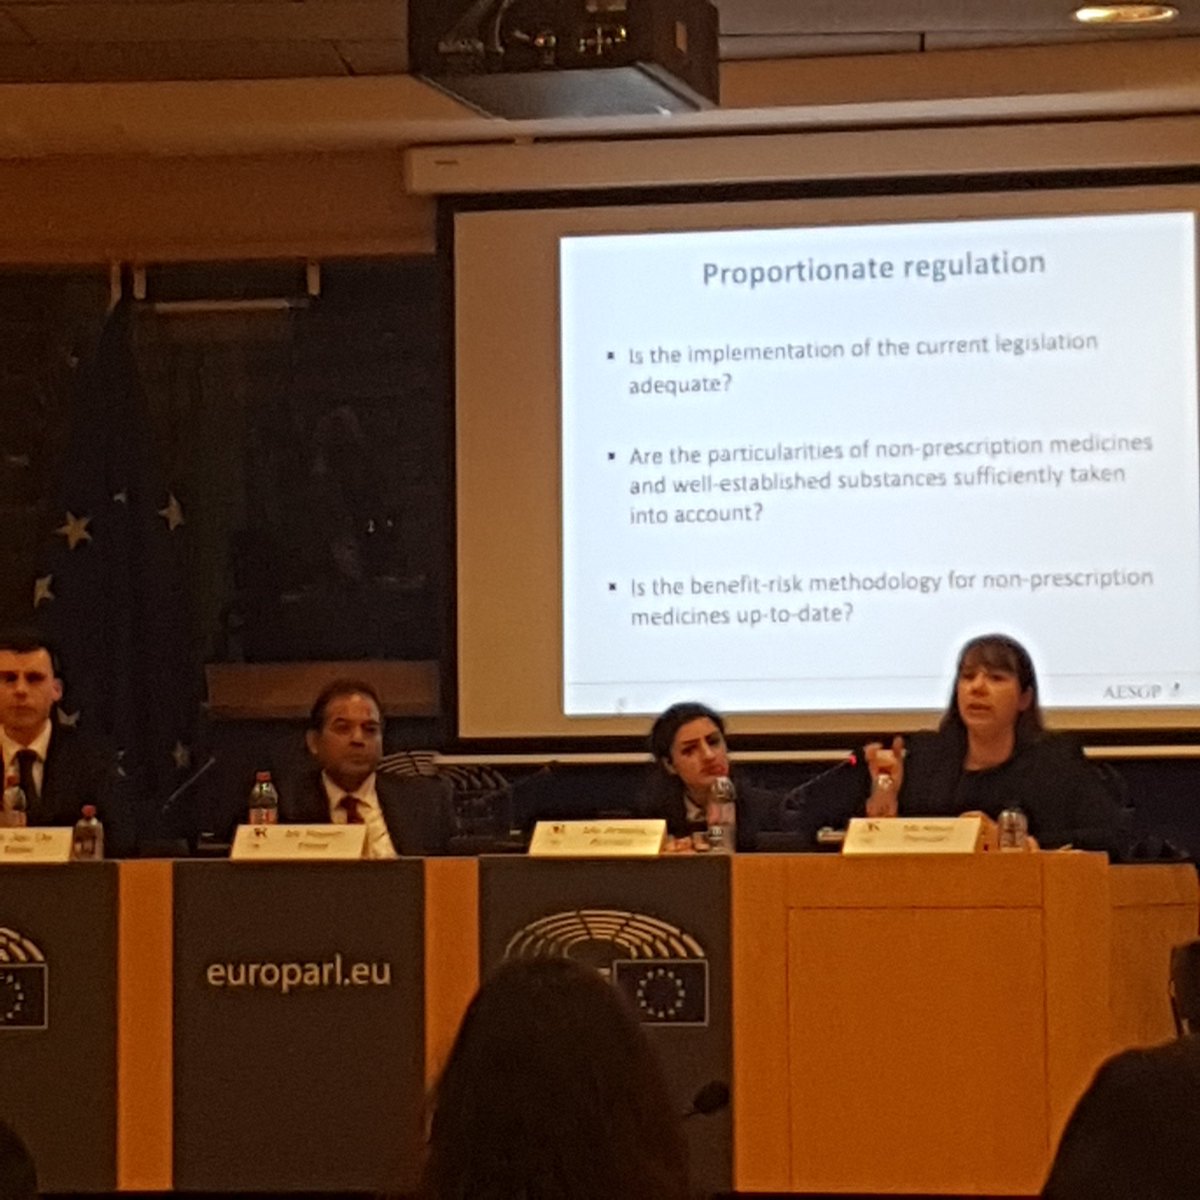 Proportionate regulation
Is the implementation of the current legislation
adequate?
Are the particularities of non-prescription medicines
and well-established substances sufficiently taken
into account?
Is the benefit-risk methodology for non-prescription
medicines up-to-date?
AESGP
europarl.eu